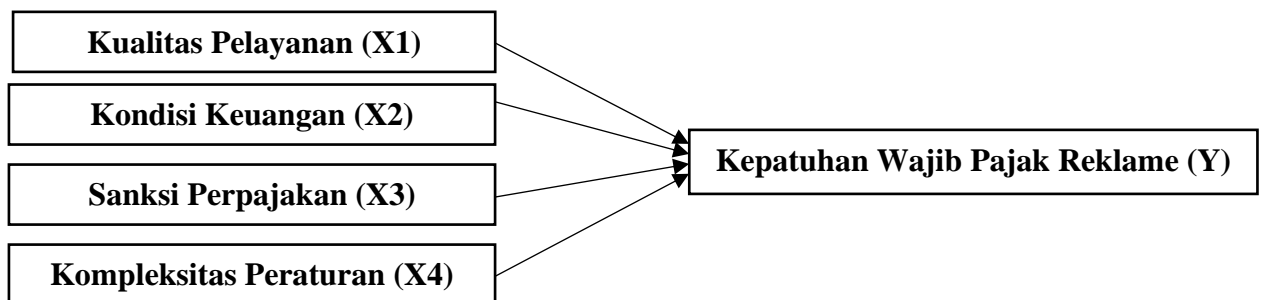 Kualitas Pelayanan (X1)
Kondisi Keuangan (X2)
Sanksi Perpajakan (X3)
Kompleksitas Peraturan (X4)
Kepatuhan Wajib Pajak Reklame (Y)